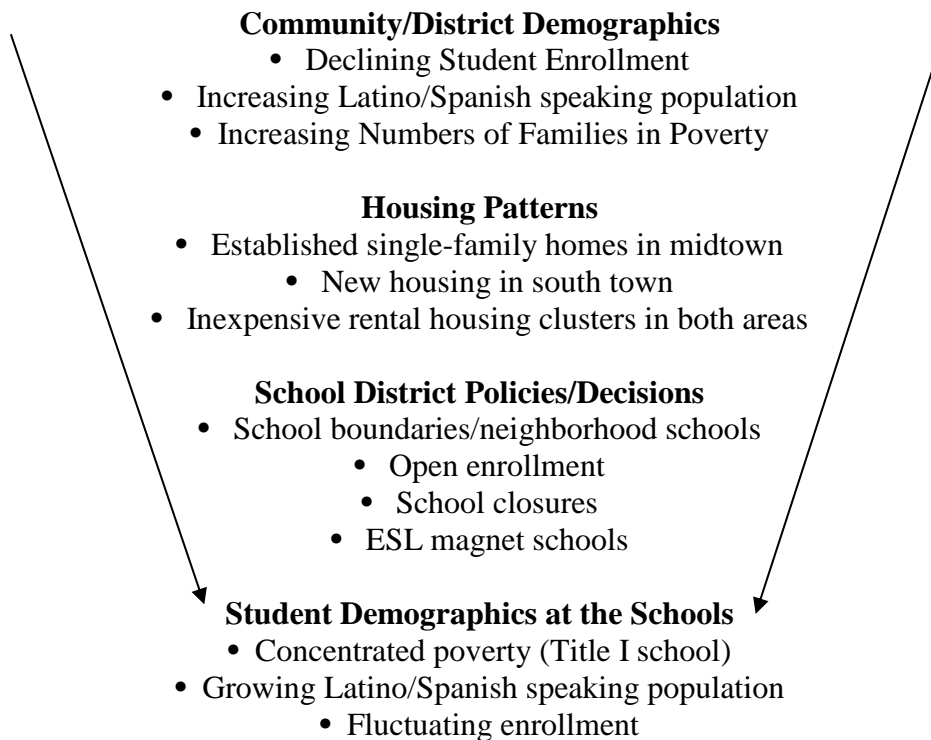 Community/District Demographics
• Declining Student Enrollment
• Increasing Latino/Spanish speaking population
• Increasing Numbers of Families in Poverty
Housing Patterns
• Established single-family homes in midtown
• New housing in south town
• Inexpensive rental housing clusters in both areas
School District Policies/Decisions
• School boundaries/neighborhood schools
• Open enrollment
• School closures
• ESL magnet schools
Student Demographics at the Schools
• Concentrated poverty (Title I school)
• Growing Latino/Spanish speaking population
• Fluctuating enrollment